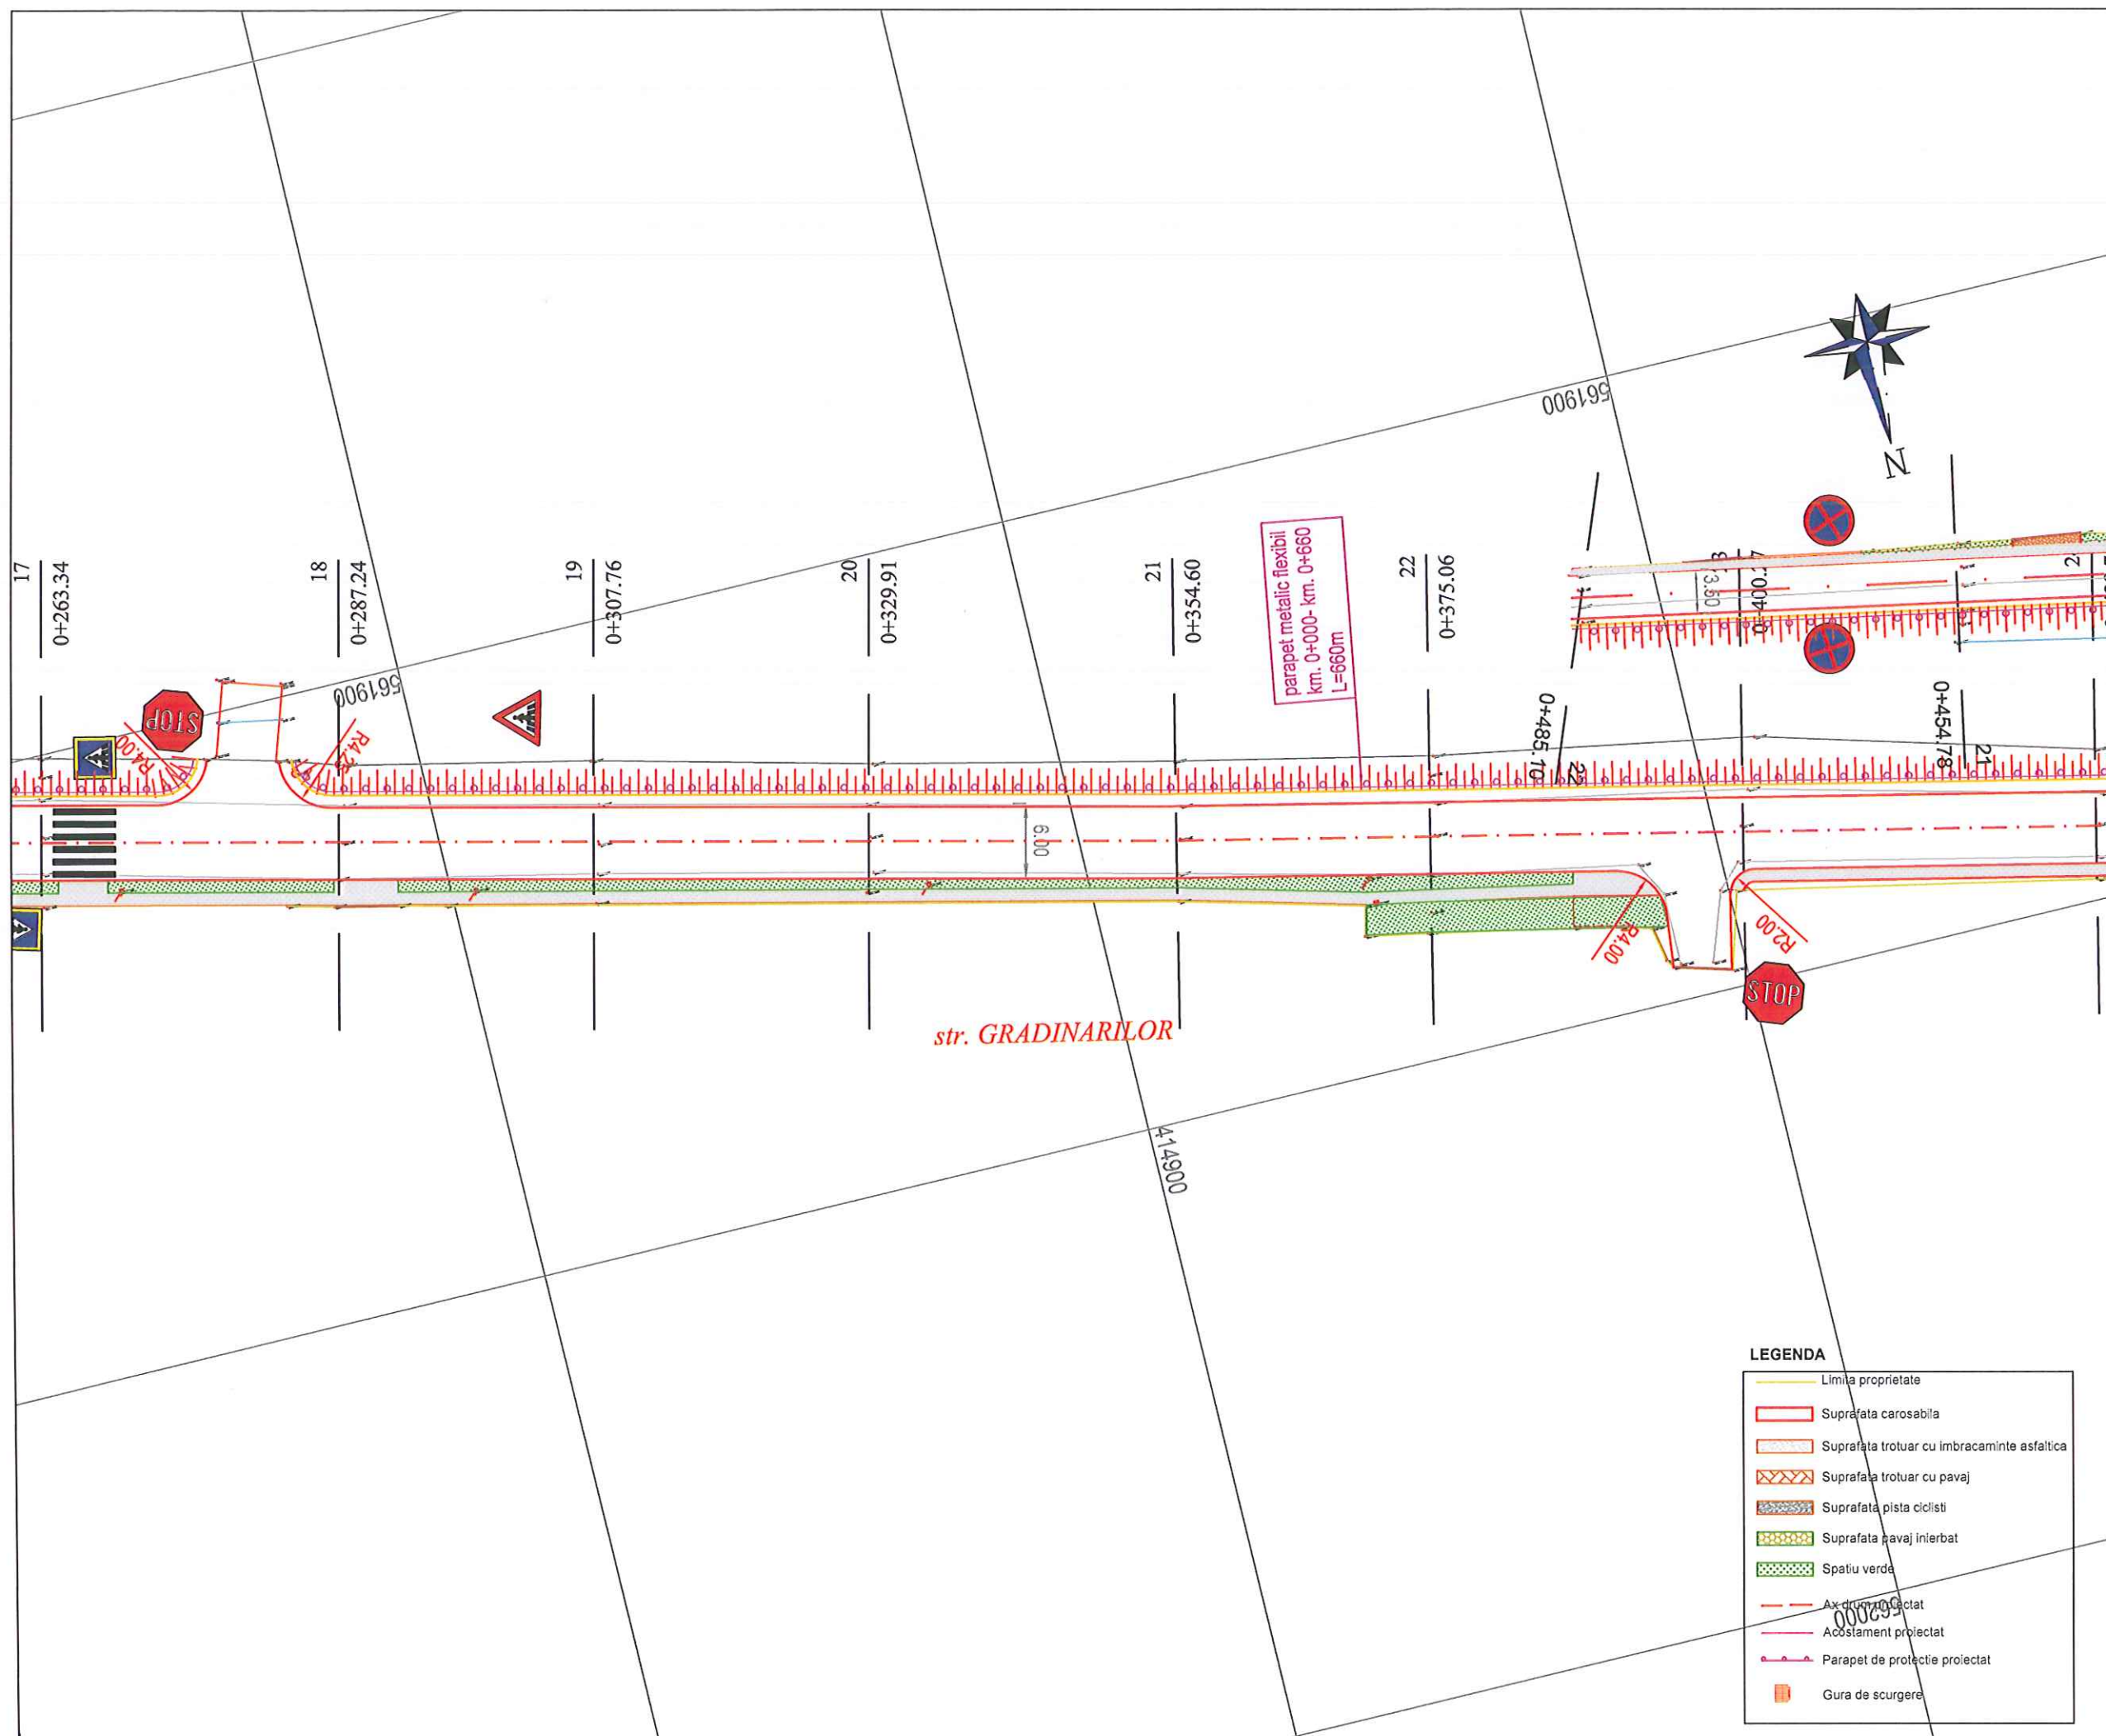 17
0+263.34
18
0+287.24
19
0+307.76
20
0+329.91
21
0+354.60
22
0+375.06
parapet metalic flexibil
km. 0+000- km. 0+660
L=660m
561900
N
3.50
0+485.10
22
0+454.78
21
STOP
R4.00
R4.25
561900
6.00
R4.00
R2.00
STOP
str. GRADINARILOR
414900
LEGENDA
Limita proprietate
Suprafata carosabila
Suprafata trotuar cu imbracaminte asfaltica
Suprafata trotuar cu pavaj
Suprafata pista ciclisti
Suprafata pavaj inierbat
Spatiu verde
Ax drum proiectat
562000
Acostament proiectat
Parapet de protectie proiectat
Gura de scurgere